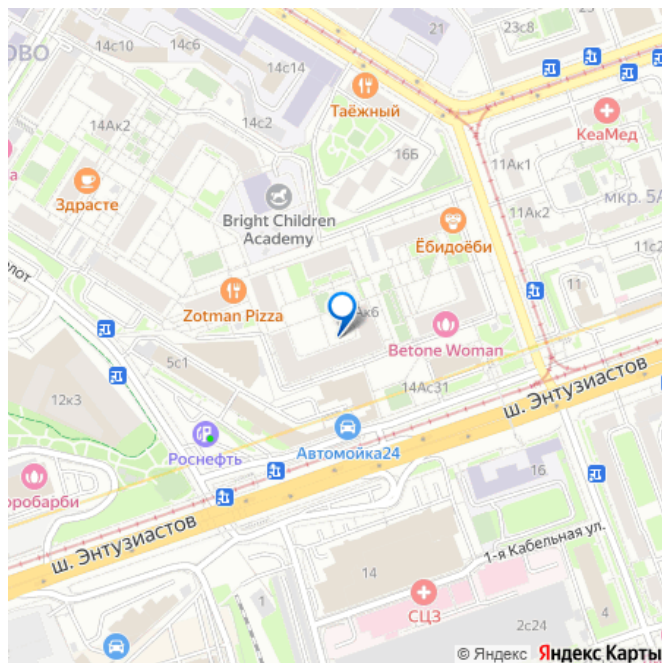 21
23с8
ОВО
14с10
14с6
14с14
Таёжный
КеаМед
14Ак2
14с2
16Б
11Ак1
мкр. 5А
Здрасте
Bright Children
Academy
11Ак2
Ёбидоёби
11с2
11
Zotman Pizza
Ак6
Betone Woman
5с1
12к3
14Ас31
ш. Энтузиастов
Роснефть
Автомойка24
оробарби
16
ш. Энтузиастов
1-я Кабельная ул.
14
1
СЦЗ
2с24
4
© Яндекс Яндекс Карты